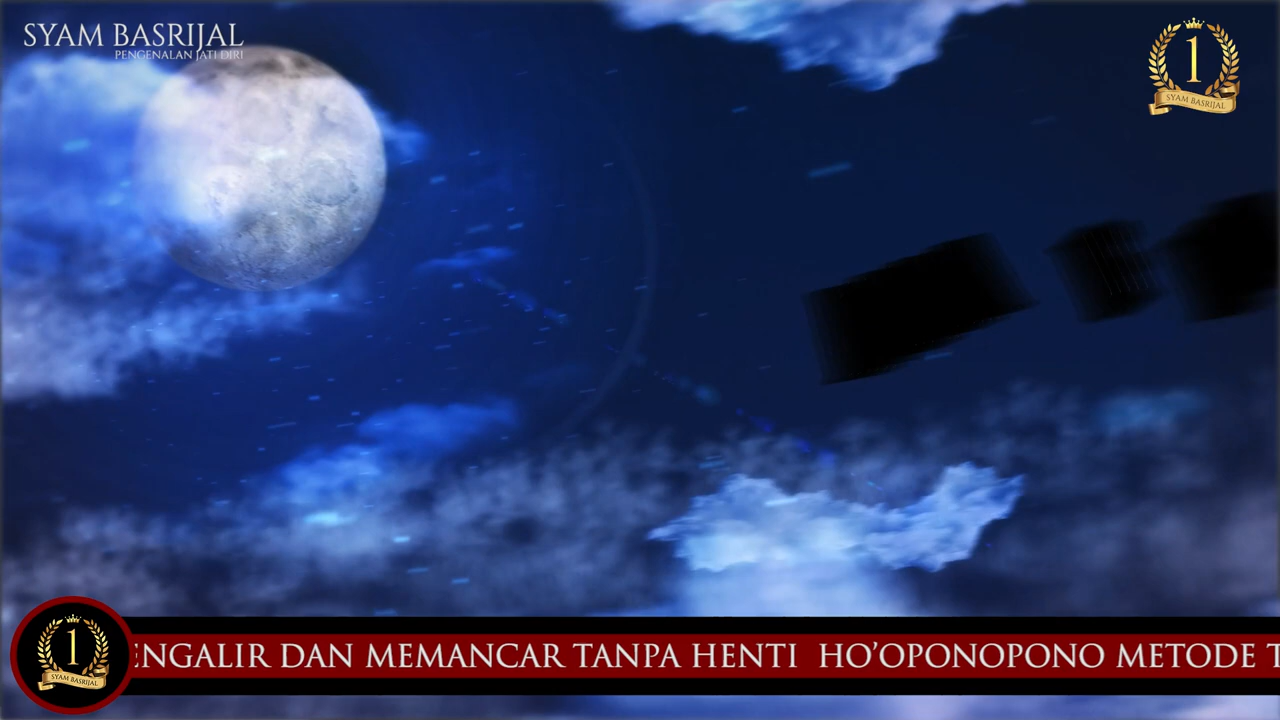 SYAM BASRIJAL
PENGENALAN JATI DIRI
1
SYAM BASRIJAL
1
SYAM BASRIJAL
ENGALIR DAN MEMANCAR TANPA HENTI HO'OPONOPONO METODE T